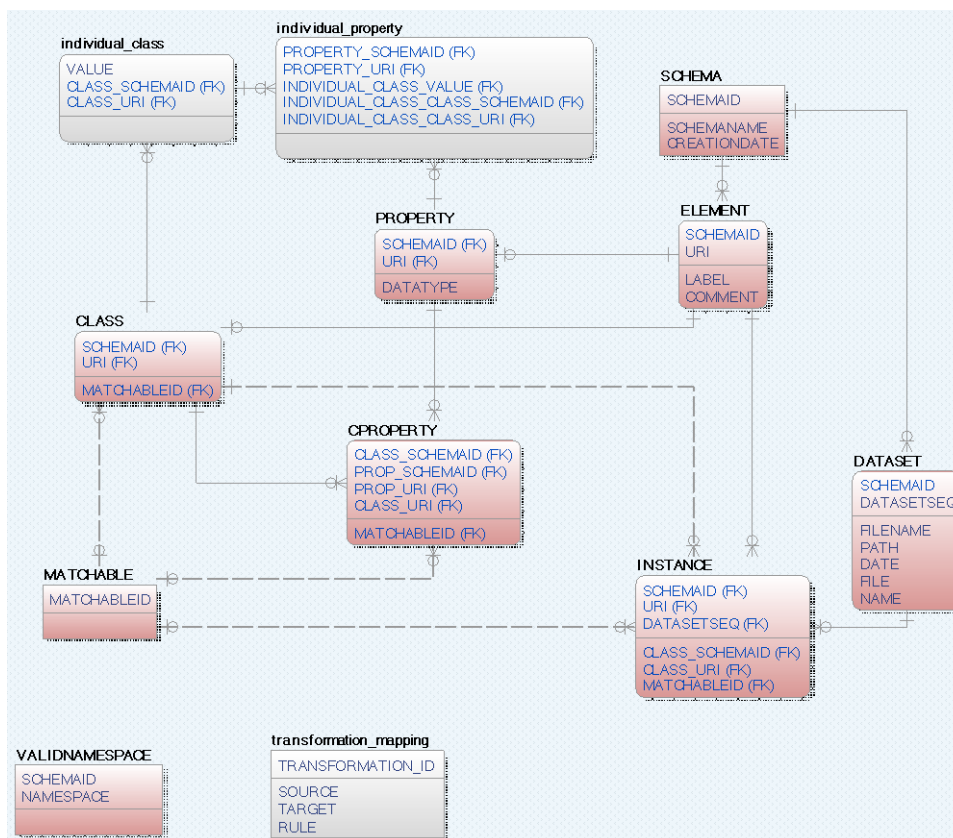 individual_class
VALUE
CLASS_SCHEMAID (FK)
CLASS_URI (FK)
individual_property
PROPERTY_SCHEMAID (FK)
PROPERTY_URI (FK)
INDIVIDUAL_CLASS_VALUE (FK)
INDIVIDUAL_CLASS_CLASS_SCHEMAID (FK)
INDIVIDUAL_CLASS_CLASS_URI (FK)
SCHEMA
SCHEMAID
SCHEMANAME
CREATIONDATE
PROPERTY
SCHEMAID (FK)
URI (FK)
DATATYPE
ELEMENT
SCHEMAID
URI
LABEL
COMMENT
CLASS
SCHEMAID (FK)
URI (FK)
MATCHABLEID (FK)
CPROPERTY
CLASS_SCHEMAID (FK)
PROP_SCHEMAID (FK)
PROP_URI (FK)
CLASS_URI (FK)
MATCHABLEID (FK)
DATASET
SCHEMAID
DATASETSEQ
FILENAME
PATH
DATE
FILE
NAME
MATCHABLE
MATCHABLEID
INSTANCE
SCHEMAID (FK)
URI (FK)
DATASETSEQ (FK)
CLASS_SCHEMAID (FK)
CLASS_URI (FK)
MATCHABLEID (FK)
VALIDNAMESPACE
SCHEMAID
NAMESPACE
transformation_mapping
TRANSFORMATION_ID
SOURCE
TARGET
RULE